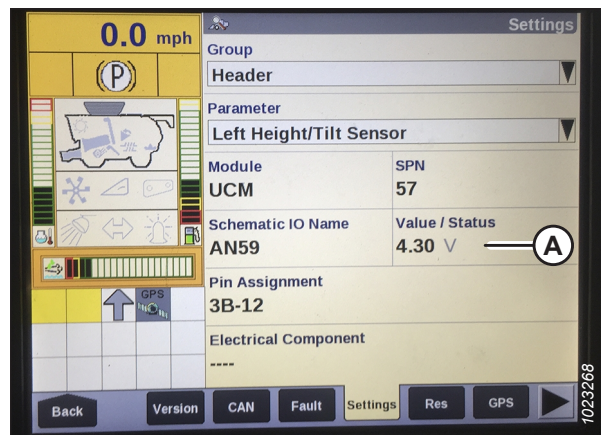 0.0 mph
(P)
Settings
Group
Header
Parameter
Left Height/Tilt Sensor
Module
UCM
SPN
57
Schematic IO Name
AN59
Value / Status
4.30 V
A
Pin Assignment
3B-12
Electrical Component
----
GPS
Back
Version
CAN
Fault
Settings
Res
GPS
1023268